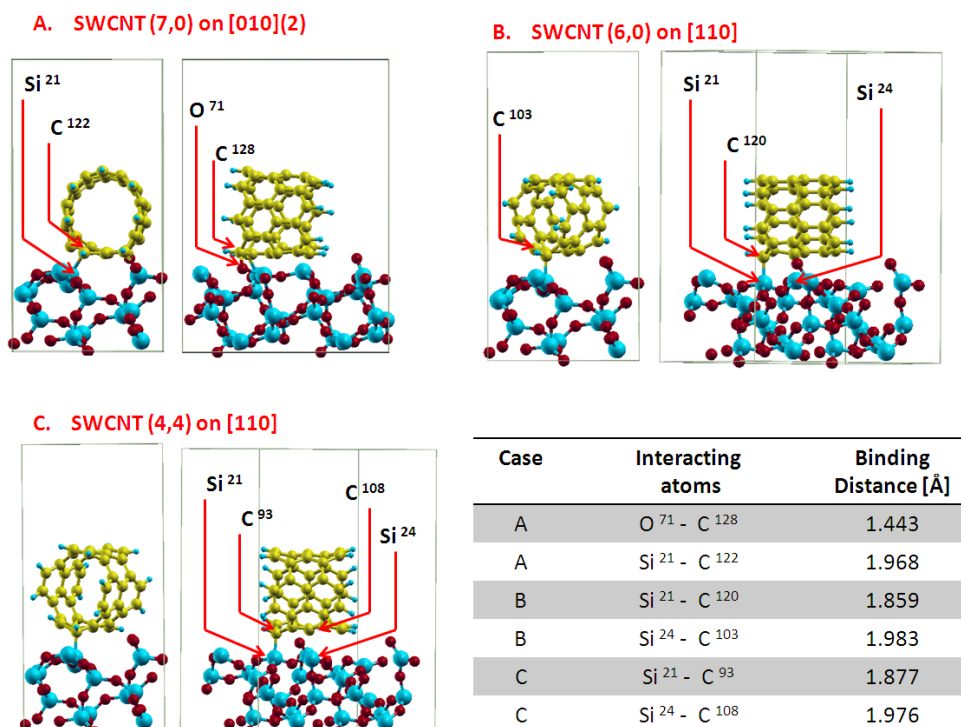 A. SWCNT (7,0) on [010](2)
Si 21
C 122
O 71
C 128
B. SWCNT (6,0) on [110]
C 103
Si 21
C 120
Si 24
C. SWCNT (4,4) on [110]
Si 21
C 93
C 108
Si 24
Case Interacting atoms Binding Distance [Å]
A O 71 - C 128 1.443
A Si 21 - C 122 1.968
B Si 21 - C 120 1.859
B Si 24 - C 103 1.983
C Si 21 - C 93 1.877
C Si 24 - C 108 1.976